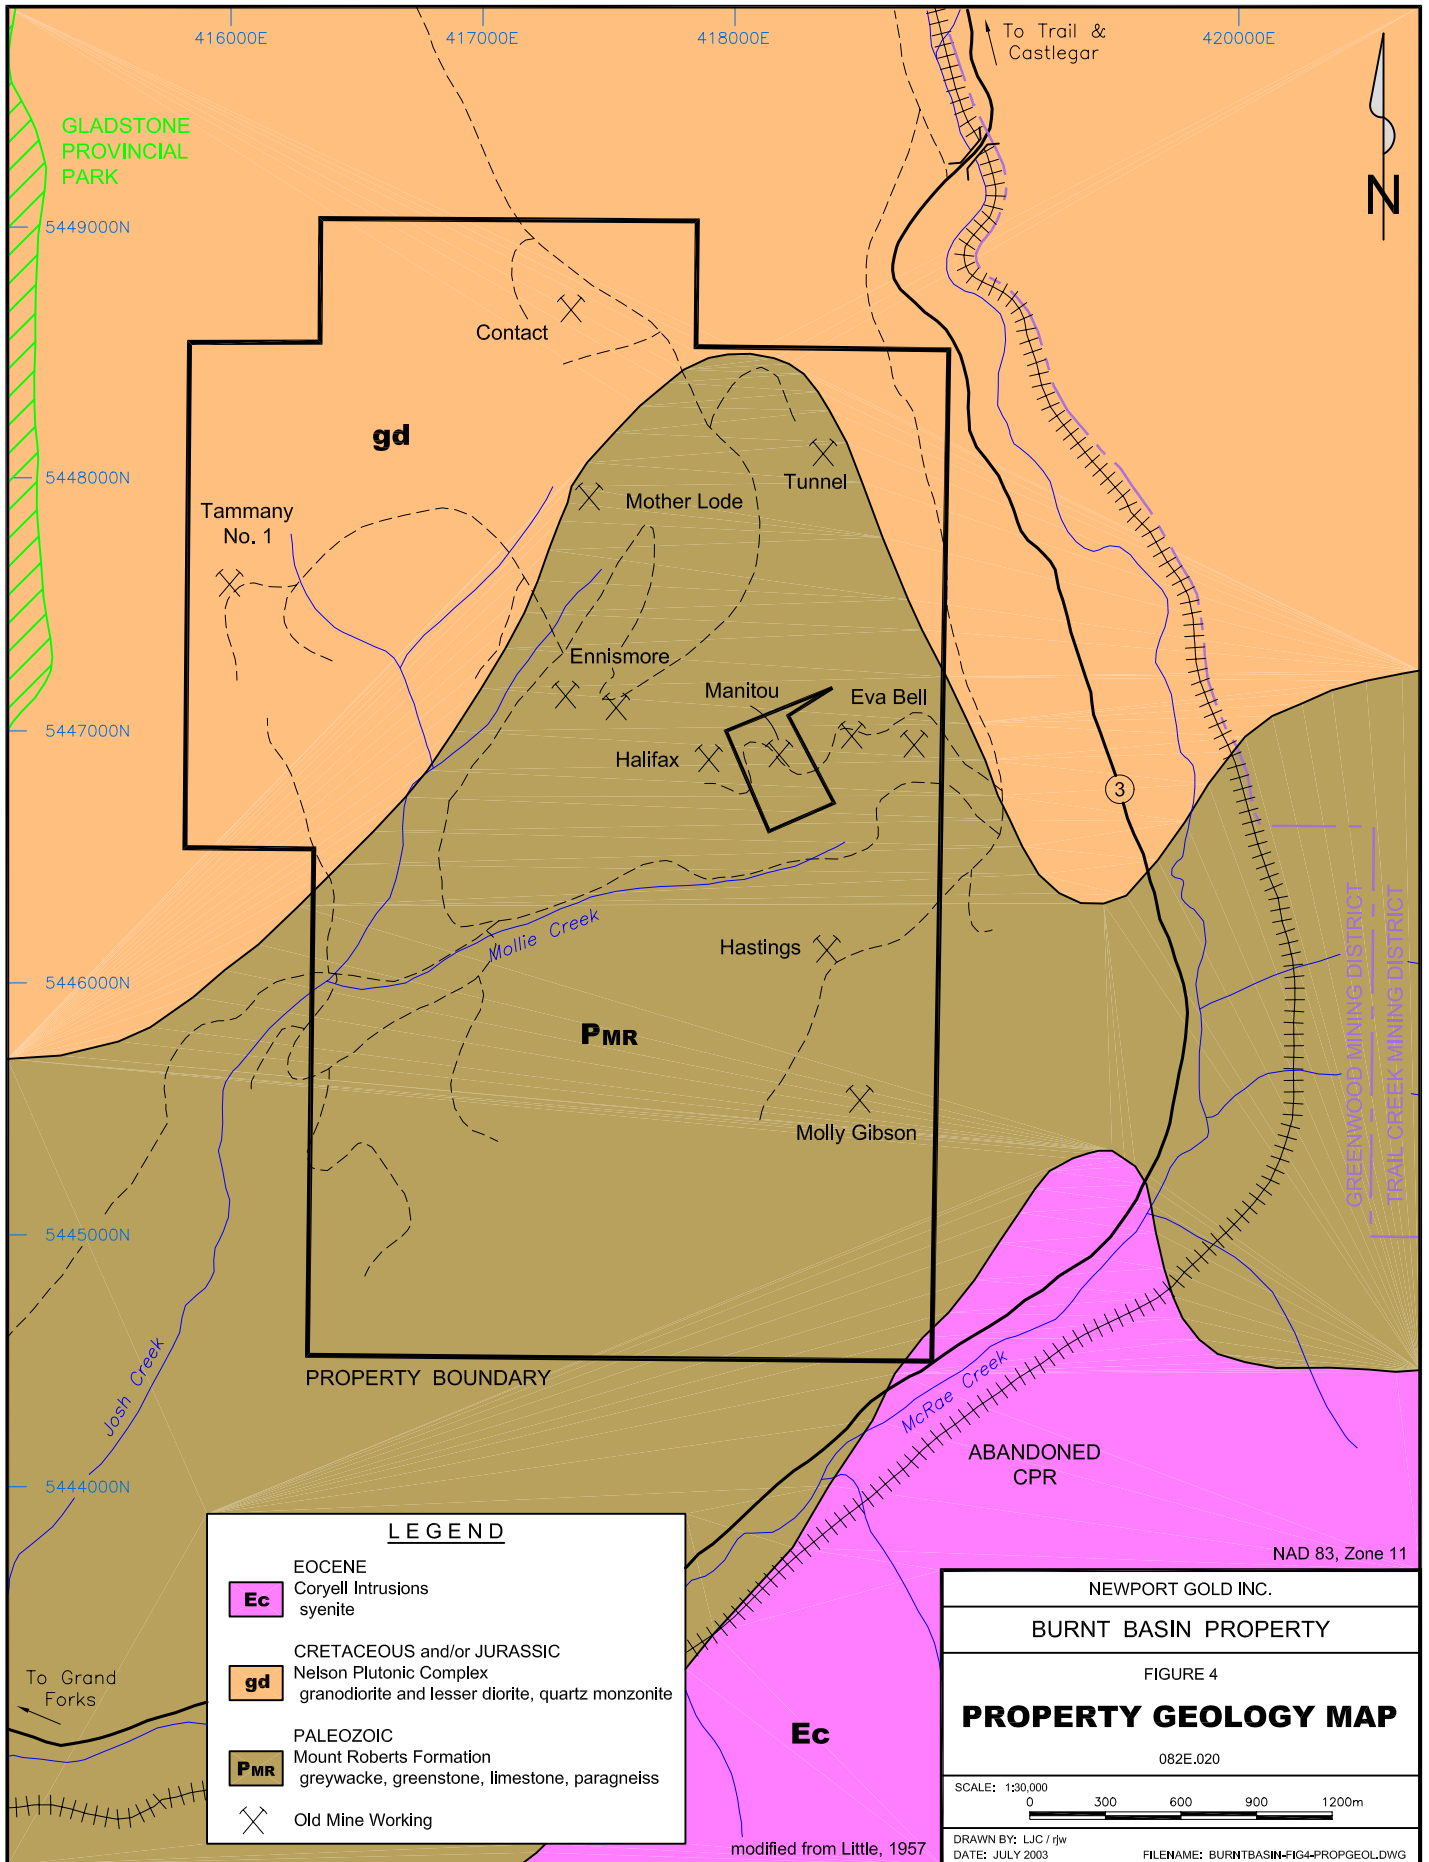 416000E
417000E
418000E
420000E
To Trail &
Castlegar
GLADSTONE
PROVINCIAL
PARK
N
5449000N
Contact
gd
5448000N
Tunnel
Mother Lode
Tammany
No. 1
Ennismore
Manitou
Eva Bell
5447000N
Halifax
3
GREENWOOD MINING DISTRICT
TRAIL CREEK MINING DISTRICT
Mollie Creek
Hastings
5446000N
PMR
Molly Gibson
5445000N
Josh Creek
PROPERTY BOUNDARY
McRae Creek
ABANDONED
CPR
5444000N
NAD 83, Zone 11
LEGEND
EOCENE
Ec
Coryell Intrusions
syenite
CRETACEOUS and/or JURASSIC
gd
Nelson Plutonic Complex
granodiorite and lesser diorite, quartz monzonite
PALEOZOIC
PMR
Mount Roberts Formation
greywacke, greenstone, limestone, paragneiss
Old Mine Working
To Grand
Forks
Ec
modified from Little, 1957
NEWPORT GOLD INC.
BURNT BASIN PROPERTY
FIGURE 4
PROPERTY GEOLOGY MAP
082E.020
SCALE: 1:30,000
0 300 600 900 1200m
DRAWN BY: LJC / rjw
DATE: JULY 2003
FILENAME: BURNTBASIN-FIG4-PROPGEOL.DWG